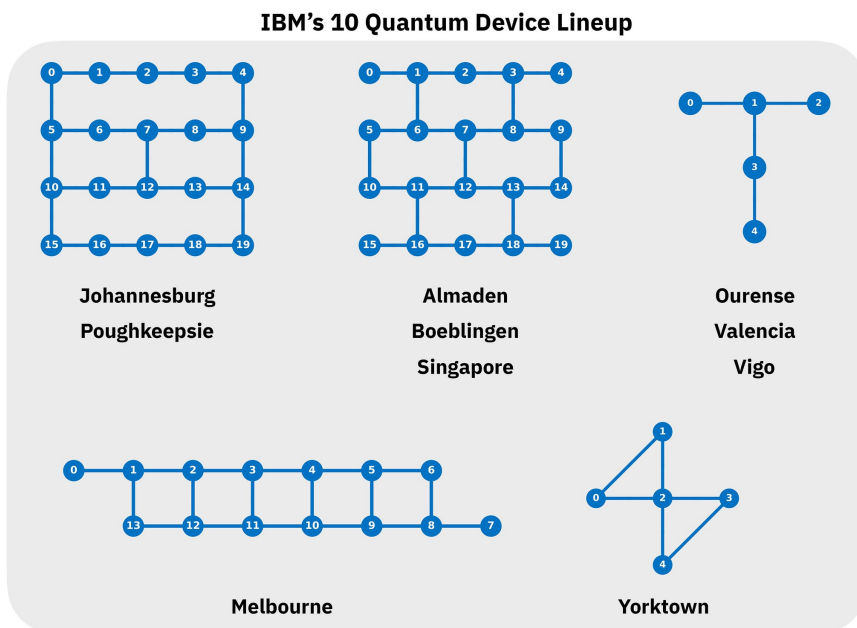 IBM’s 10 Quantum Device Lineup
0 1 2 3 4
5 6 7 8 9
10 11 12 13 14
15 16 17 18 19
Johannesburg
Poughkeepsie
0 1 2 3 4
5 6 7 8 9
10 11 12 13 14
15 16 17 18 19
Almaden
Boeblingen
Singapore
0 1 2
3
4
Ourense
Valencia
Vigo
0 1 2 3 4 5 6
13 12 11 10 9 8 7
Melbourne
1
0 2 3
4
Yorktown